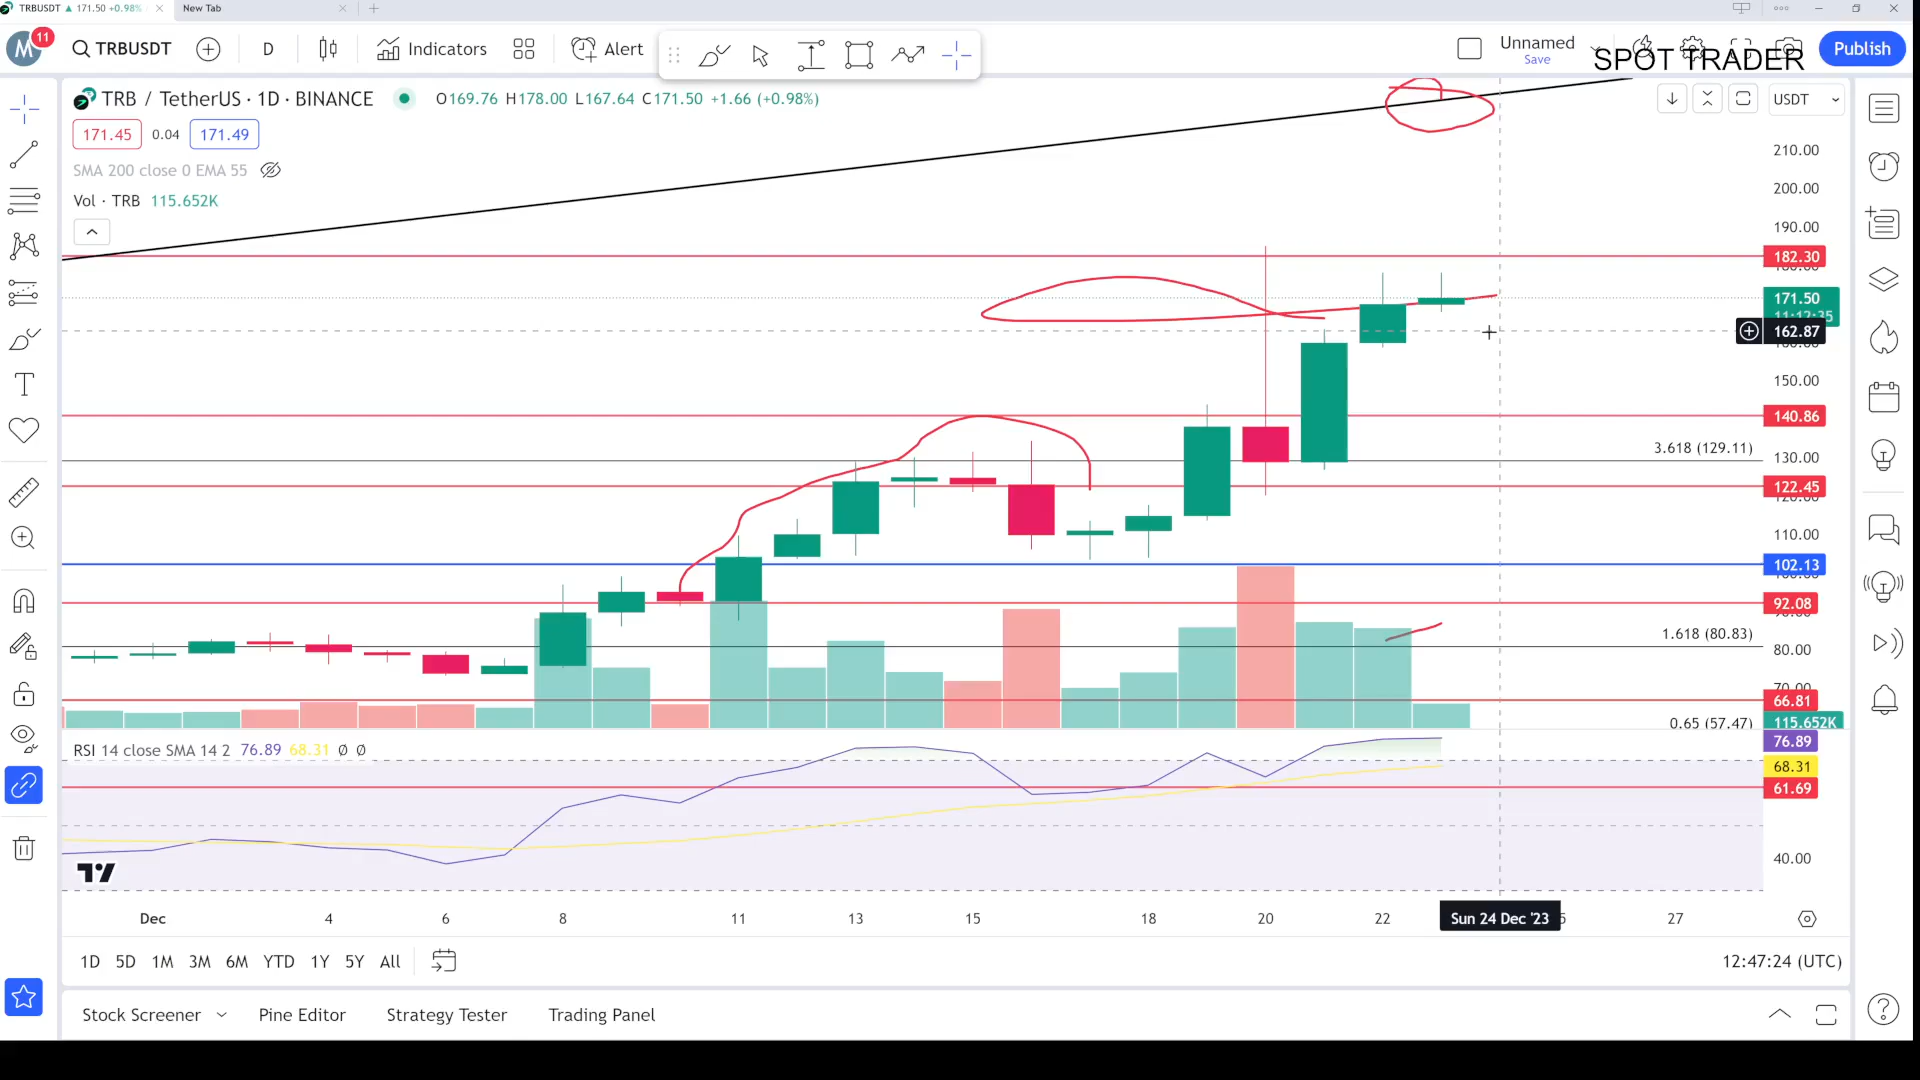 TRBUSDT ▲ 171.50 +0.98%
New Tab
M
11
TRBUSDT
D
Indicators
Alert
Unnamed
Save
SPOT TRADER
Publish
TRB / TetherUS · 1D · BINANCE
O169.76 H178.00 L167.64 C171.50 +1.66 (+0.98%)
USDT
171.45
0.04
171.49
SMA 200 close 0 EMA 55
Vol · TRB 115.652K
210.00
200.00
190.00
182.30
171.50
11:12:35
162.87
150.00
140.86
3.618 (129.11)
130.00
122.45
110.00
102.13
92.08
1.618 (80.83)
80.00
66.81
0.65 (57.47)
115.652K
RSI 14 close SMA 14 2 76.89 68.31 Ø Ø
76.89
68.31
61.69
40.00
Dec
4
6
8
11
13
15
18
20
22
Sun 24 Dec '23
27
1D
5D
1M
3M
6M
YTD
1Y
5Y
All
12:47:24 (UTC)
Stock Screener
Pine Editor
Strategy Tester
Trading Panel